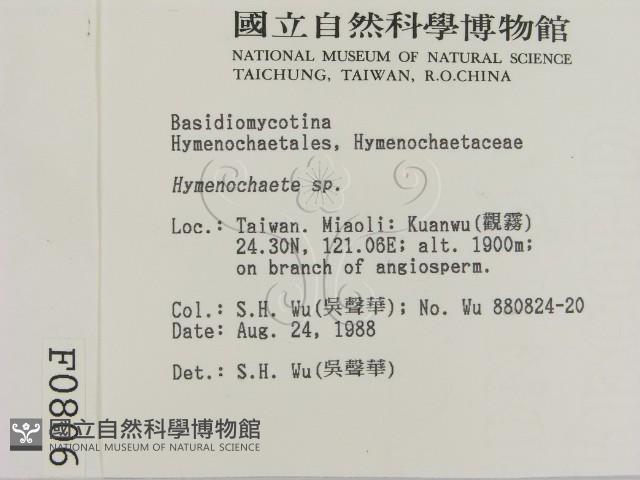 國立自然科學博物館
NATIONAL MUSEUM OF NATURAL SCIENCE
TAICHUNG, TAIWAN, R.O.CHINA
Basidiomycotina
Hymenochaetales, Hymenochaetaceae
Hymenochaete sp.
Loc.: Taiwan. Miaoli: Kuanwu(觀霧)
24.30N, 121.06E; alt. 1900m;
on branch of angiosperm.
Col.: S.H. Wu(吳聲華); No. Wu 880824-20
Date: Aug. 24, 1988
Det.: S.H. Wu(吳聲華)
F0806
國立自然科學博物館
NATIONAL MUSEUM OF NATURAL SCIENCE